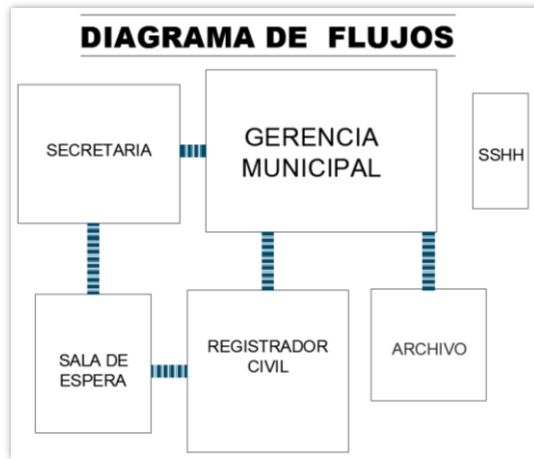 DIAGRAMA DE FLUJOS
SECRETARIA
GERENCIA
MUNICIPAL
SSHH
SALA DE
ESPERA
REGISTRADOR
CIVIL
ARCHIVO